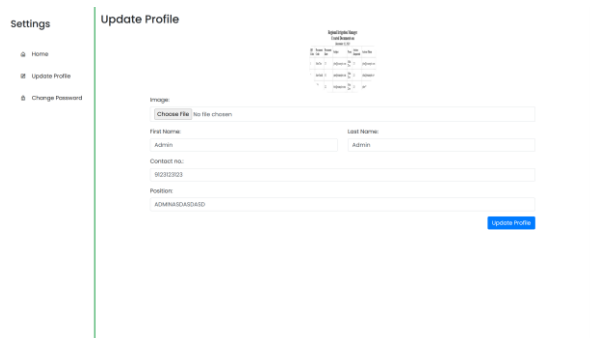 Settings
Home
Update Profile
Change Password
Update Profile
Image:
Choose File No file chosen
First Name: Last Name:
Admin Admin
Contact no.:
9123123123
Position:
ADMINASDASDASD
Update Profile